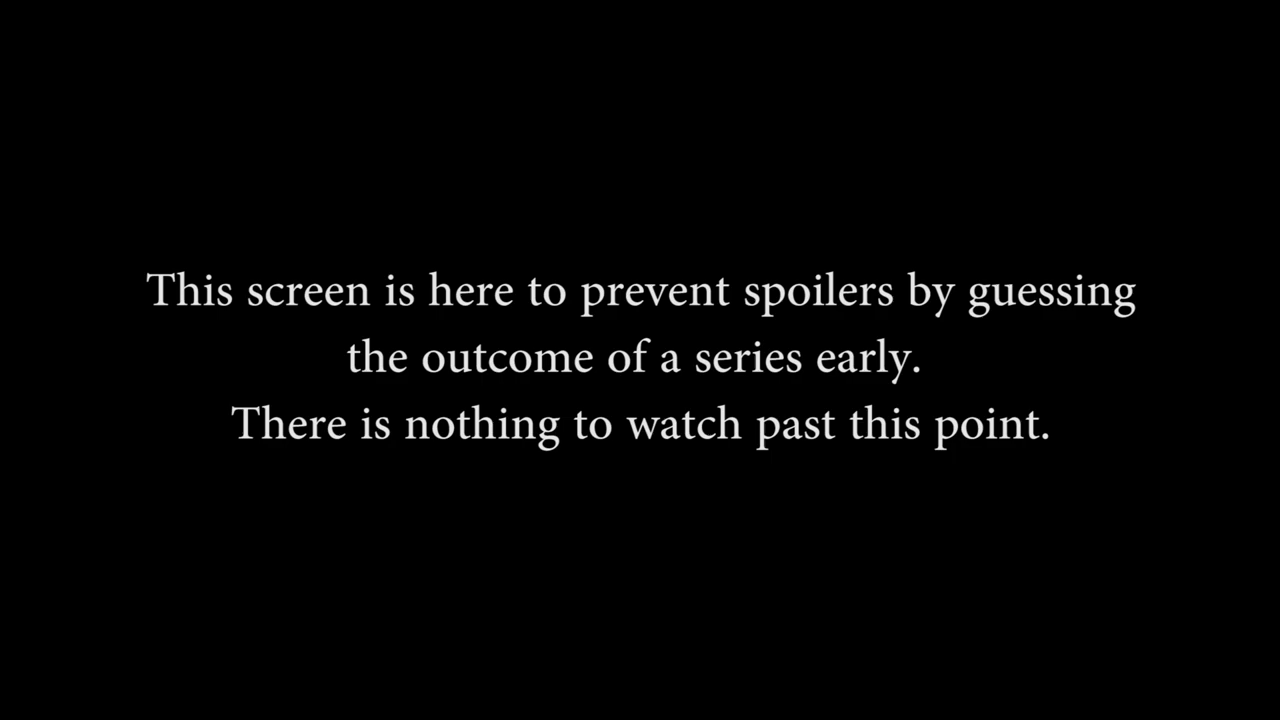 This screen is here to prevent spoilers by guessing
the outcome of a series early.
There is nothing to watch past this point.